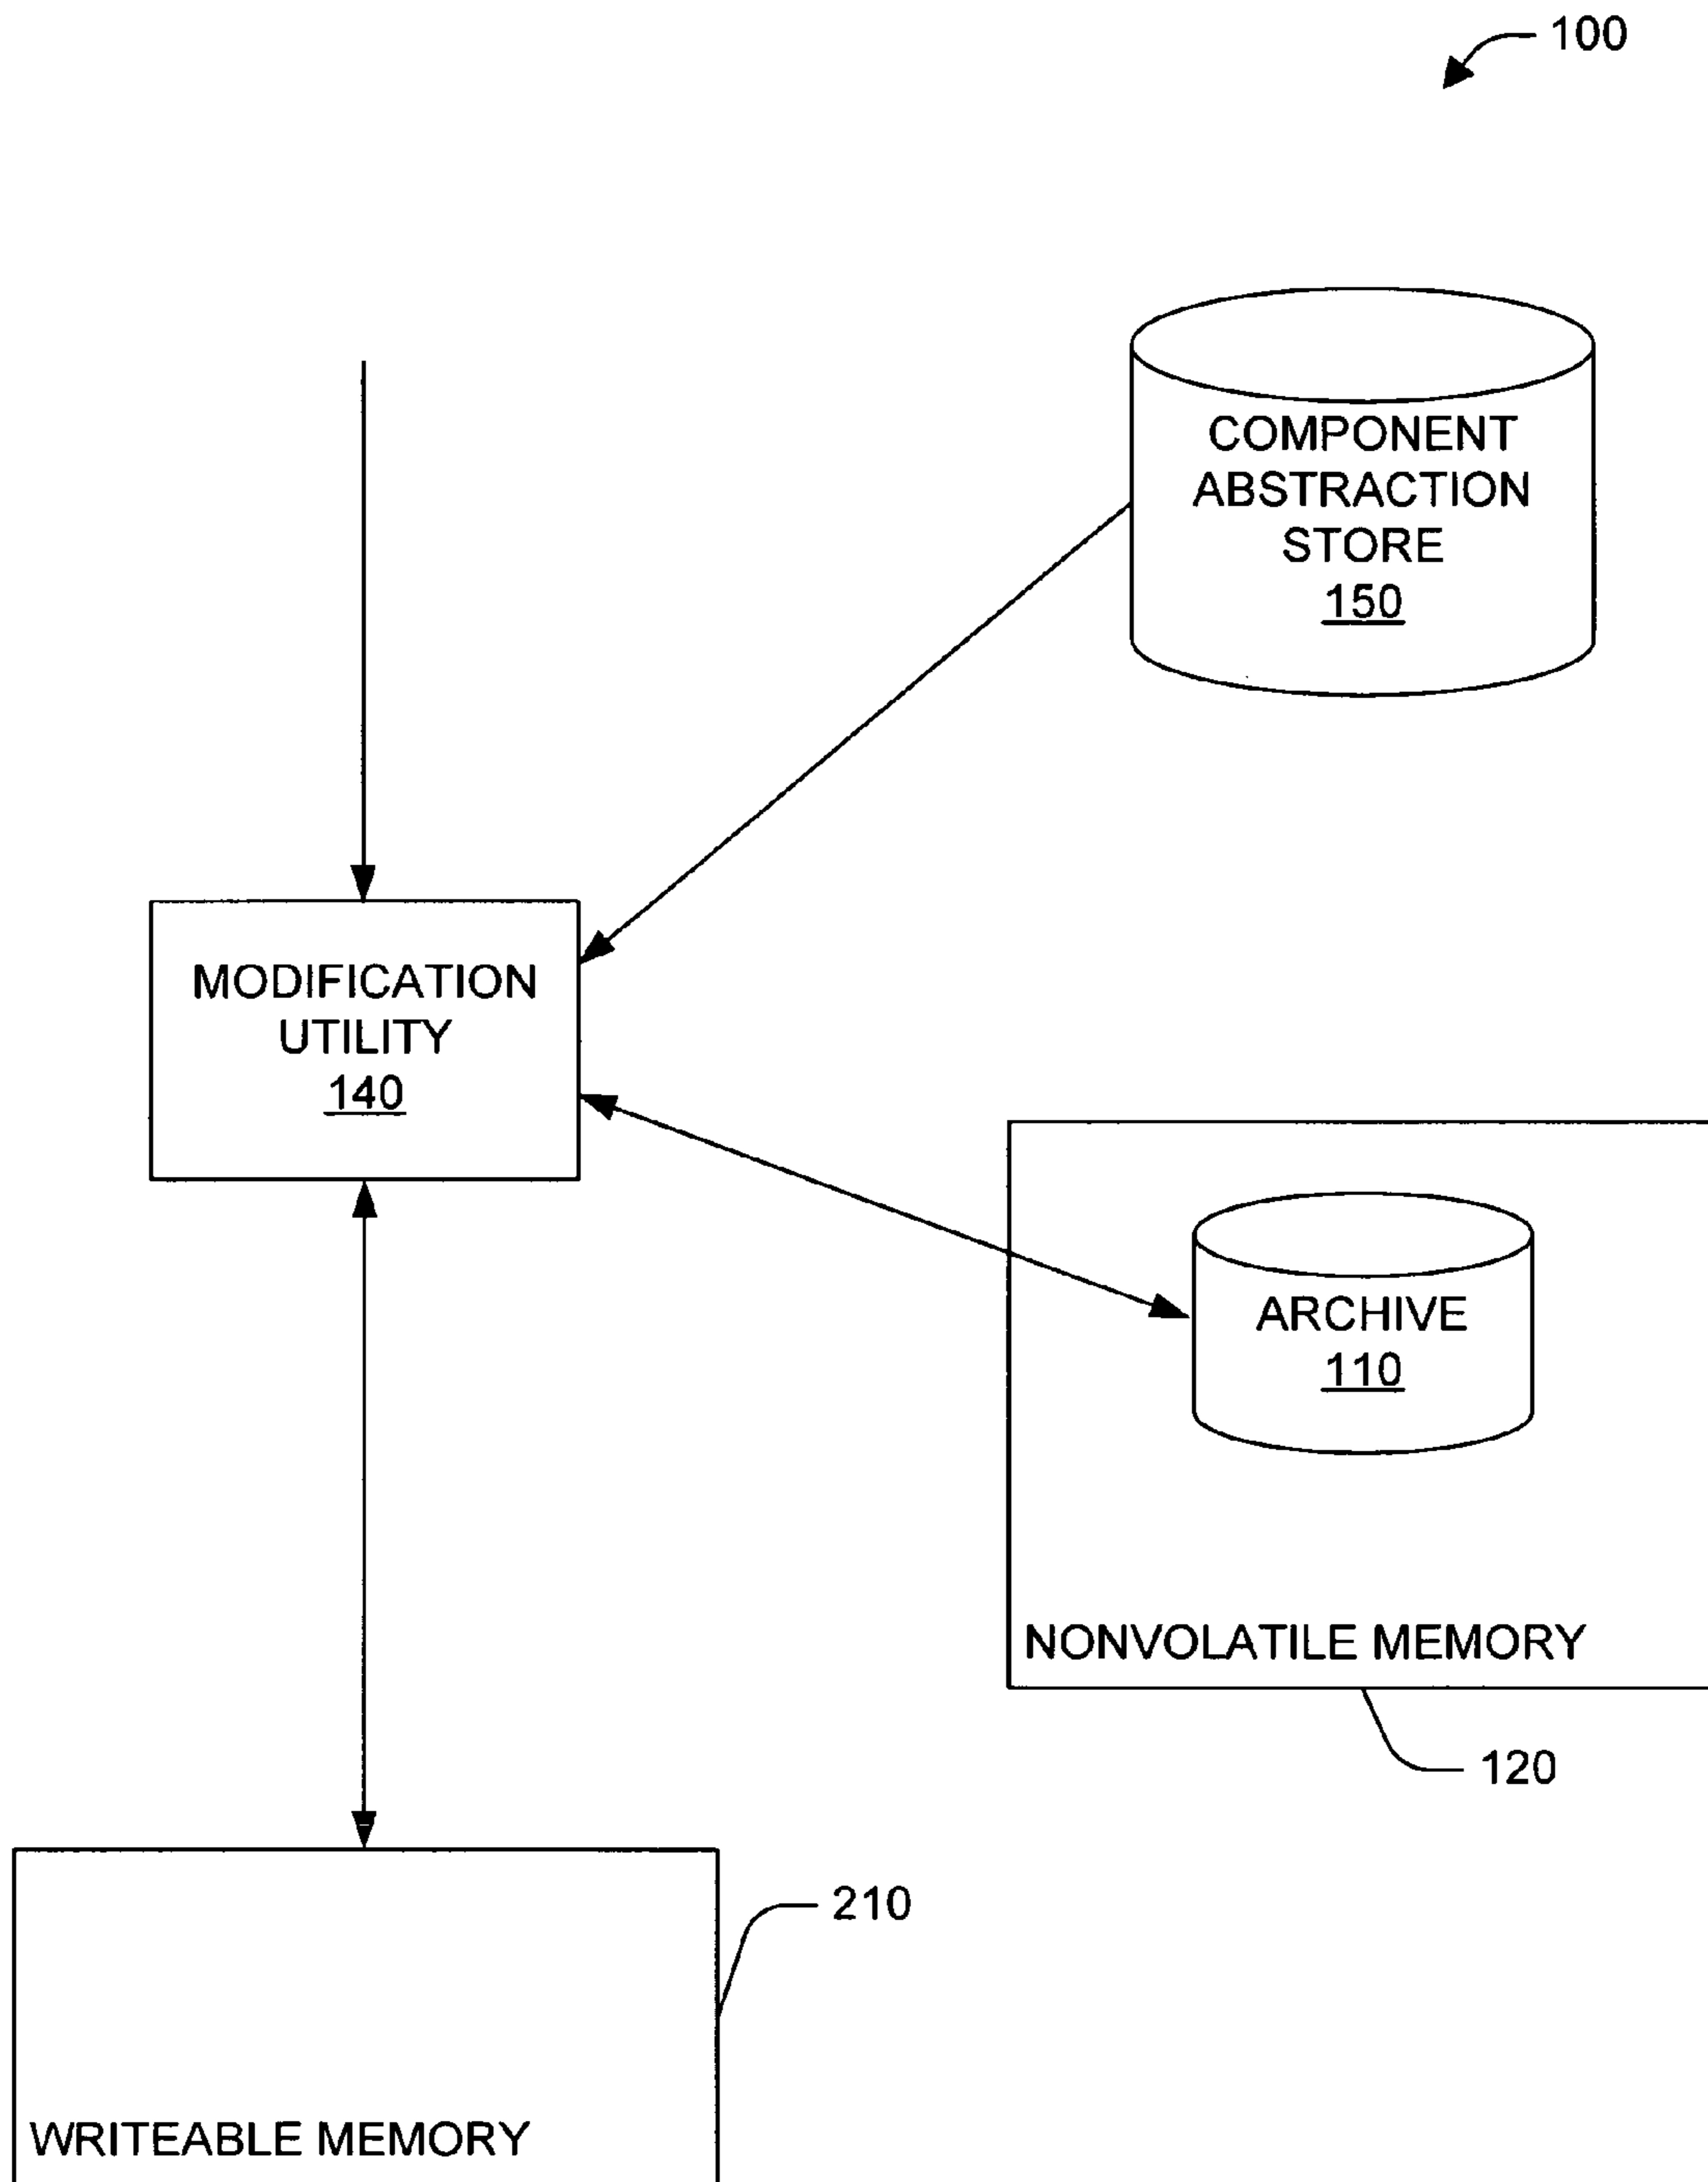 100
COMPONENT
ABSTRACTION
STORE
150
MODIFICATION
UTILITY
140
ARCHIVE
110
NONVOLATILE MEMORY
120
210
WRITEABLE MEMORY